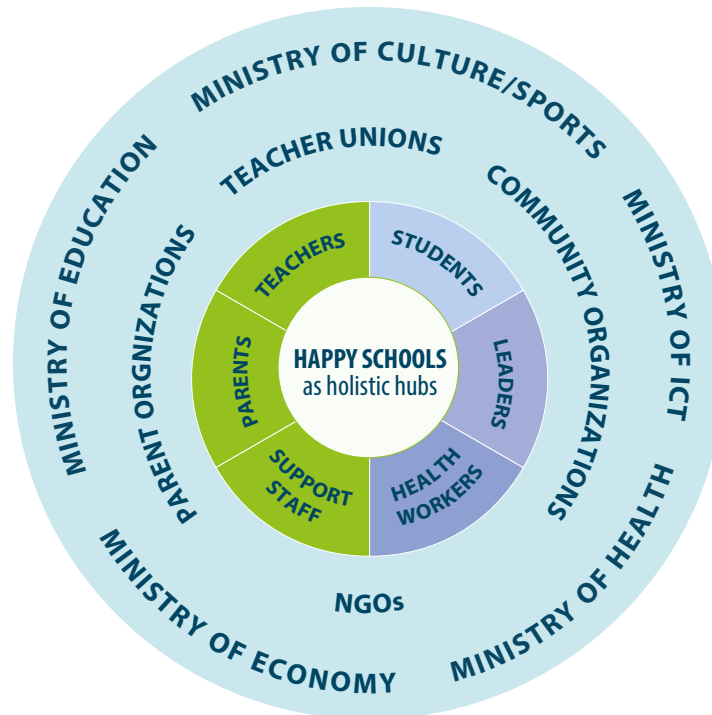 MINISTRY OF CULTURE/SPORTS
MINISTRY OF EDUCATION
MINISTRY OF ICT
MINISTRY OF HEALTH
MINISTRY OF ECONOMY
TEACHER UNIONS
PARENT ORGNIZATIONS
COMMUNITY ORGANIZATIONS
NGOs
TEACHERS
STUDENTS
PARENTS
LEADERS
SUPPORT
STAFF
HEALTH
WORKERS
HAPPY SCHOOLS
as holistic hubs